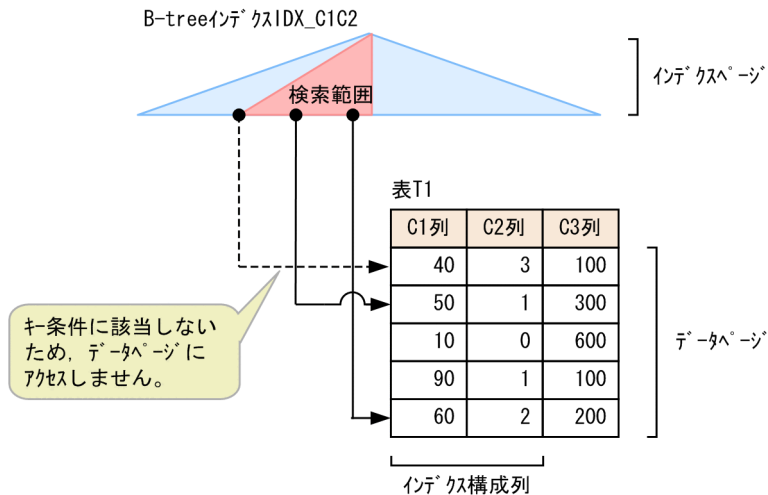 B-treeｲﾝﾃﾞｸｽIDX_C1C2
ｲﾝﾃﾞｸｽﾍﾟｰｼﾞ
検索範囲
表T1
C1列 C2列 C3列
40 3 100
50 1 300
10 0 600
90 1 100
60 2 200
キー条件に該当しない
ため，ﾃﾞｰﾀﾍﾟｰｼﾞに
ｱｸｾｽしません。
ﾃﾞｰﾀﾍﾟｰｼﾞ
ｲﾝﾃﾞｸｽ構成列